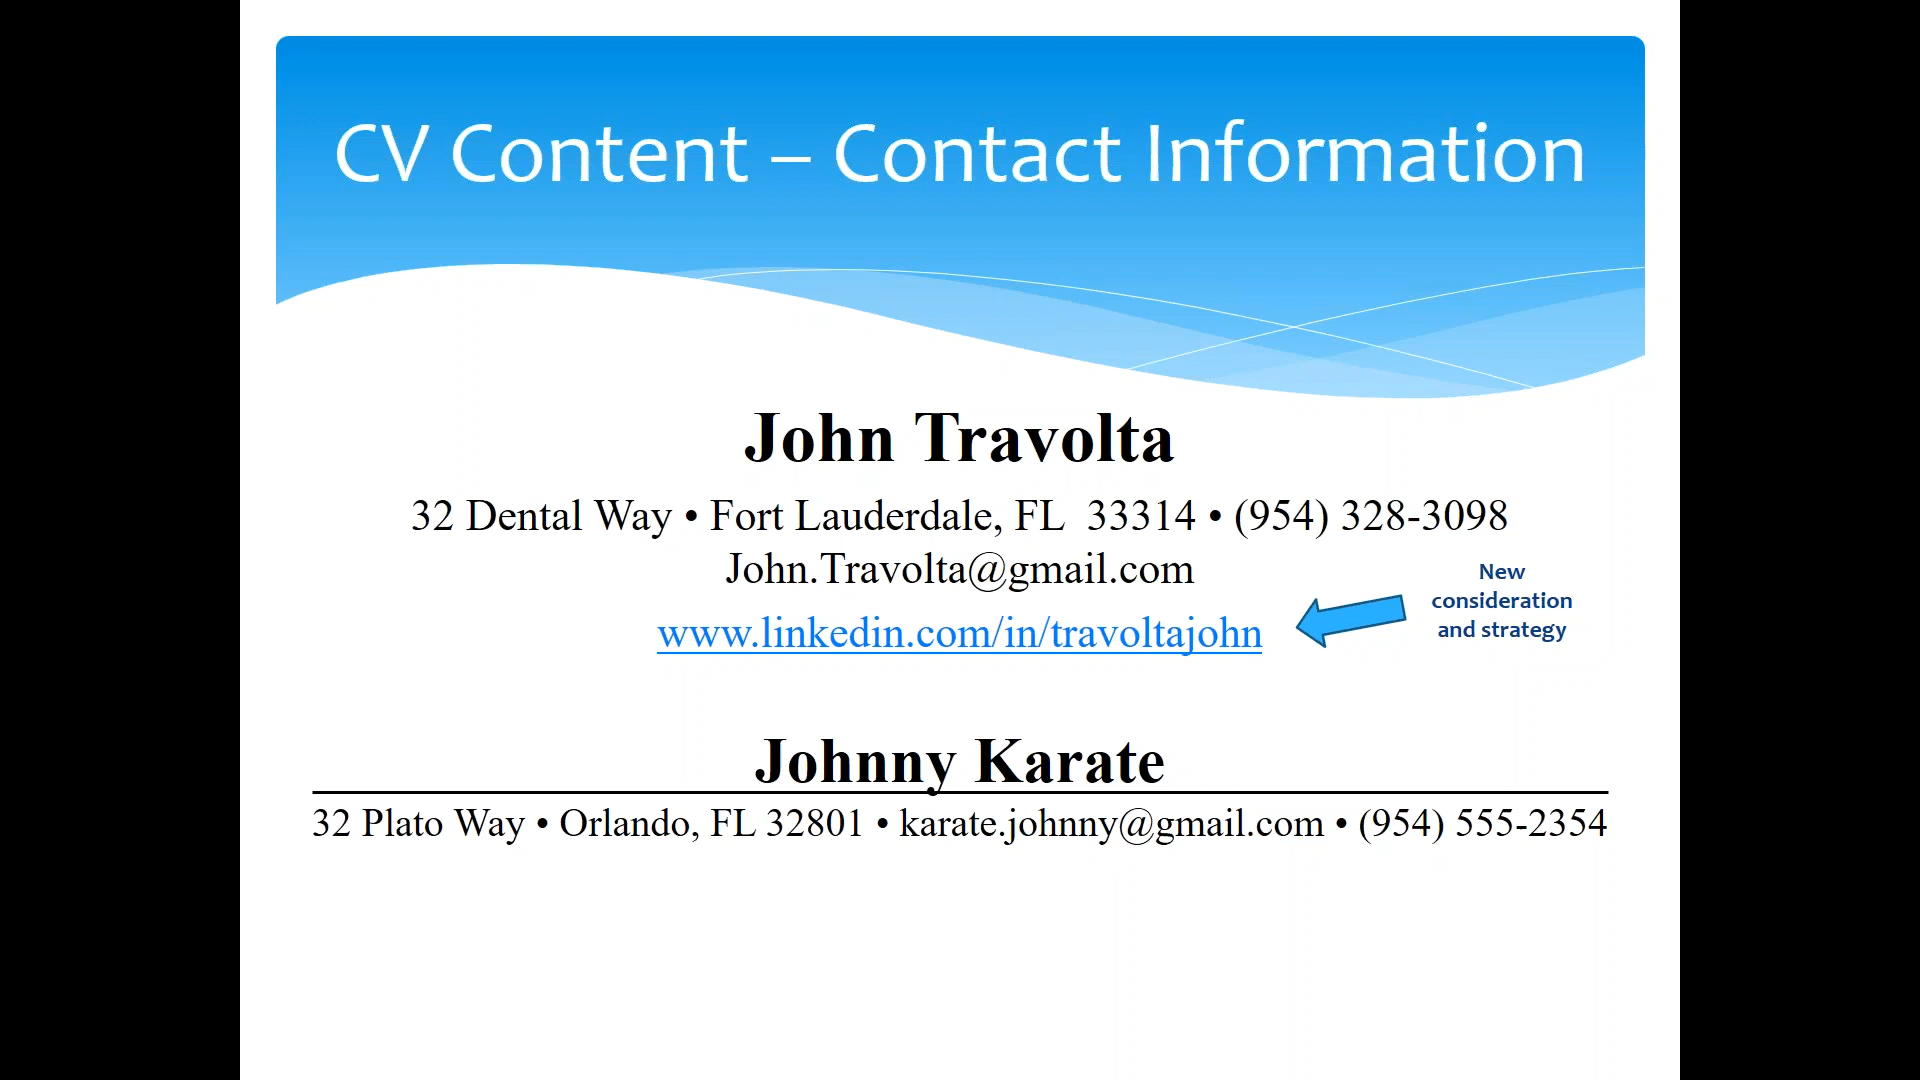 CV Content – Contact Information
John Travolta
32 Dental Way • Fort Lauderdale, FL  33314 • (954) 328-3098
John.Travolta@gmail.com
www.linkedin.com/in/travoltajohn
New
consideration
and strategy
Johnny Karate
32 Plato Way • Orlando, FL 32801 • karate.johnny@gmail.com • (954) 555-2354